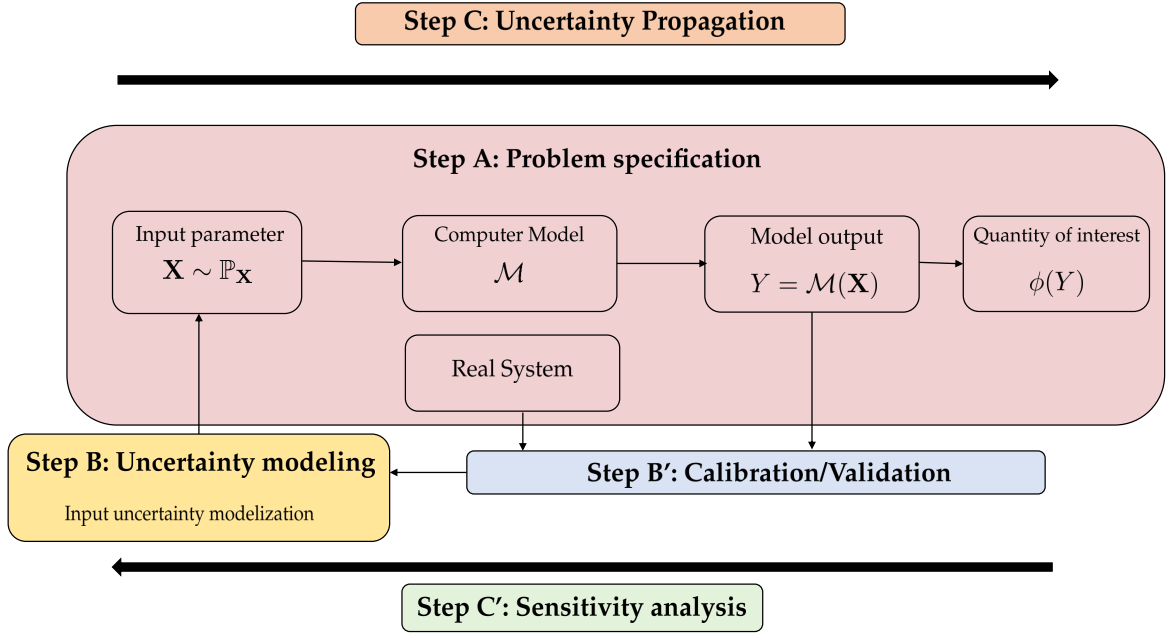 Step C: Uncertainty Propagation
Step A: Problem specification
Input parameter
𝐗 ∼ ℙ_𝐗
Computer Model
ℳ
Model output
Y = ℳ(𝐗)
Quantity of interest
ϕ(Y)
Real System
Step B: Uncertainty modeling
Input uncertainty modelization
Step B’: Calibration/Validation
Step C’: Sensitivity analysis